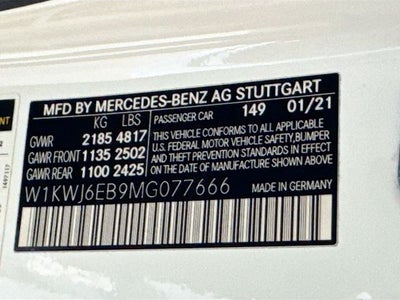 MFD BY MERCEDES-BENZ AG STUTTGART
KG LBS
PASSENGER CAR 149 01/21
GVWR 2185 4817
GAWR FRONT 1135 2502
GAWR REAR 1100 2425
THIS VEHICLE CONFORMS TO ALL APPLICABLE
U.S. FEDERAL MOTOR VEHICLE SAFETY, BUMPER
AND THEFT PREVENTION STANDARDS IN EFFECT
ON THE DATE OF MANUFACTURE SHOWN ABOVE
W1KWJ6EB9MG077666
MADE IN GERMANY